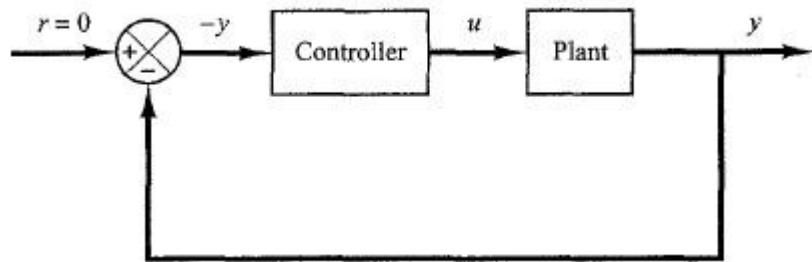 r = 0
+
−
−y
Controller
u
Plant
y